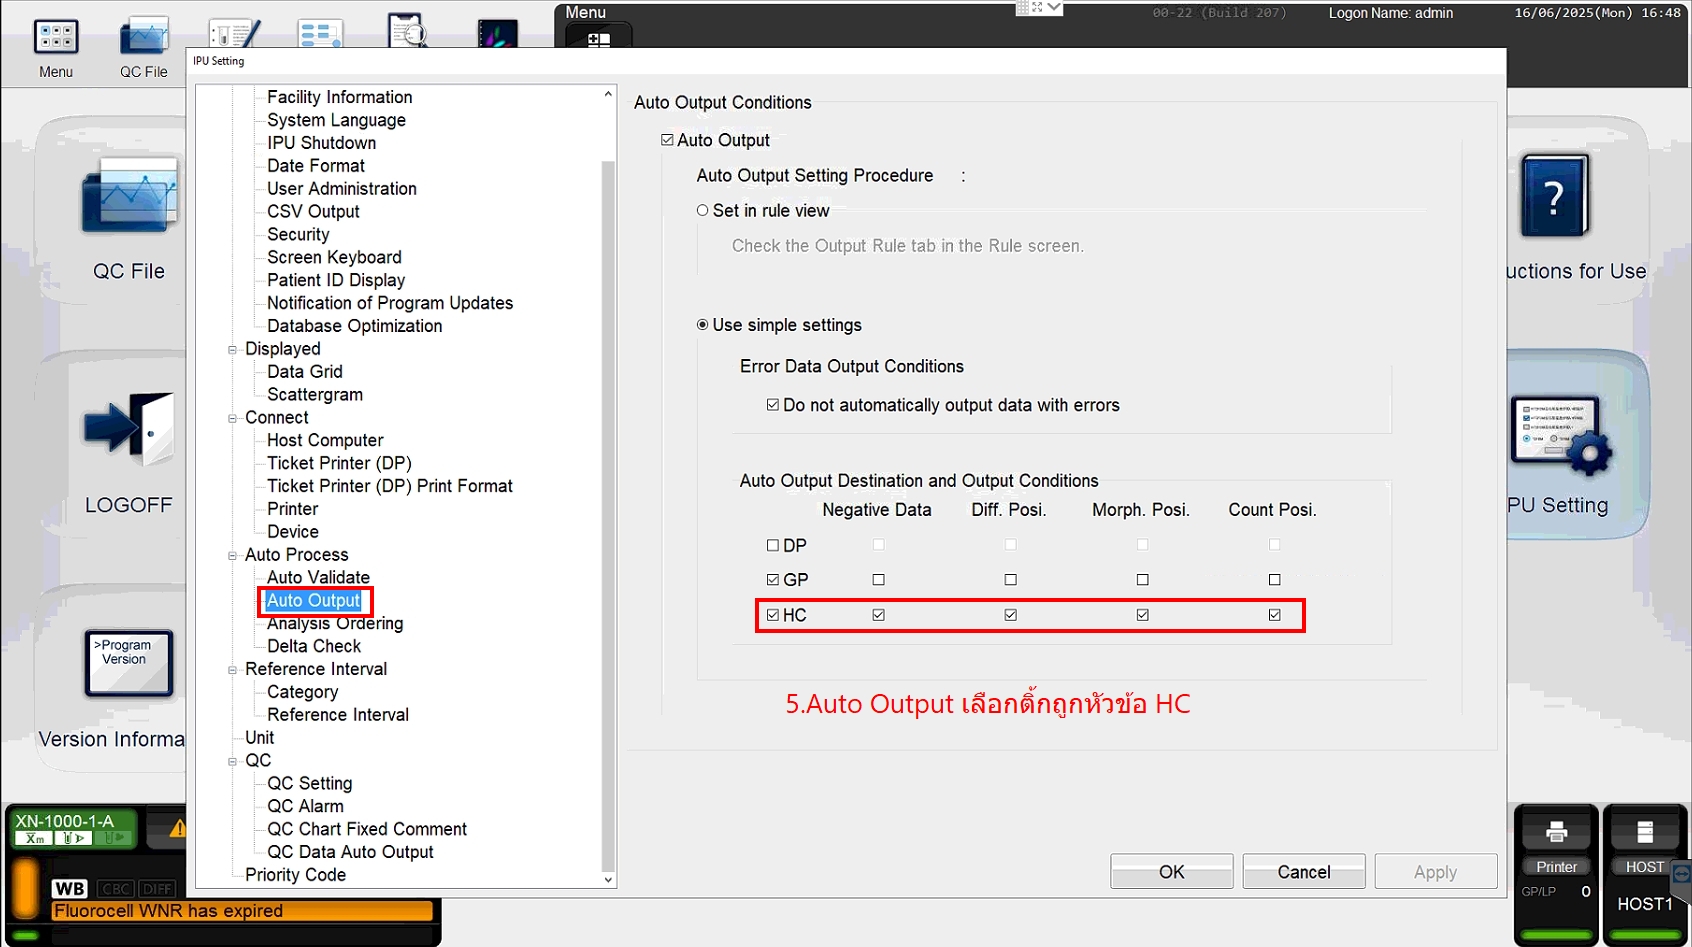 Menu
00-22 (Build 207)
Logon Name: admin
16/06/2025(Mon) 16:48
Menu
QC File
IPU Setting
Facility Information
System Language
IPU Shutdown
Date Format
User Administration
CSV Output
Security
Screen Keyboard
Patient ID Display
Notification of Program Updates
Database Optimization
Displayed
Data Grid
Scattergram
Connect
Host Computer
Ticket Printer (DP)
Ticket Printer (DP) Print Format
Printer
Device
Auto Process
Auto Validate
Auto Output
Analysis Ordering
Delta Check
Reference Interval
Category
Reference Interval
Unit
QC
QC Setting
QC Alarm
QC Chart Fixed Comment
QC Data Auto Output
Priority Code
Auto Output Conditions
Auto Output
Auto Output Setting Procedure :
Set in rule view
Check the Output Rule tab in the Rule screen.
Use simple settings
Error Data Output Conditions
Do not automatically output data with errors
Auto Output Destination and Output Conditions
Negative Data Diff. Posi. Morph. Posi. Count Posi.
DP
GP
HC
5.Auto Output เลือกติ้กถูกหัวข้อ HC
OK Cancel Apply
QC File
LOGOFF
>Program
Version
Version Informa
?
uctions for Use
PU Setting
XN-1000-1-A
Xm
WB CBC DIFF
Fluorocell WNR has expired
Printer
GP/LP 0
HOST
HOST1